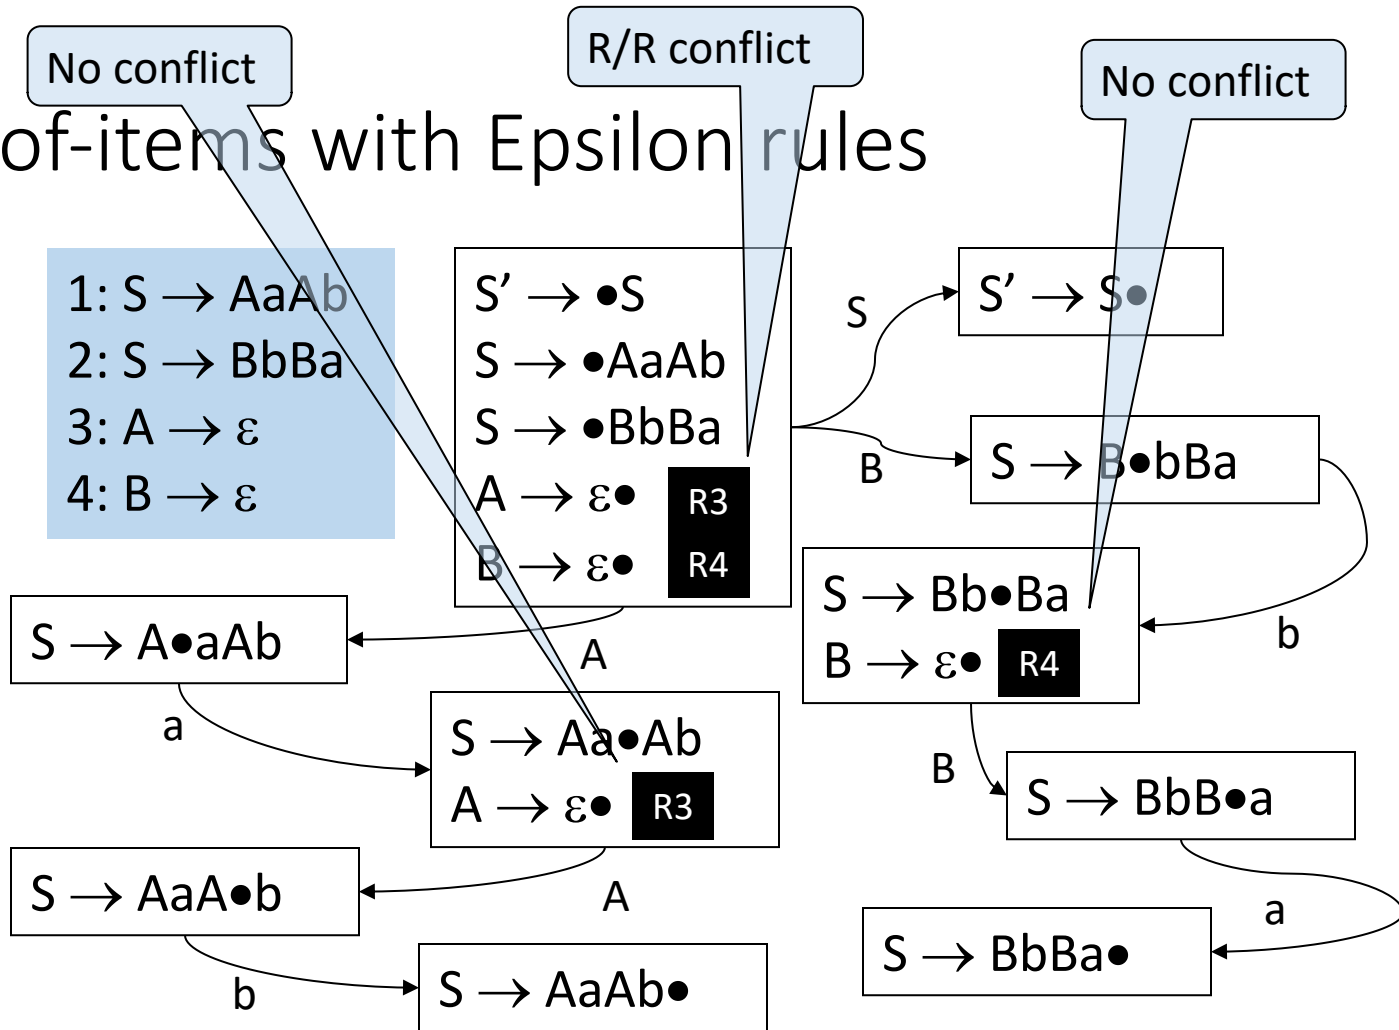 No conflict
R/R conflict
No conflict
of-items with Epsilon rules
1: S → AaAb
2: S → BbBa
3: A → ε
4: B → ε
S’ → •S
S → •AaAb
S → •BbBa
A → ε• R3
B → ε• R4
S
S’ → S•
B
S → B•bBa
b
S → Bb•Ba
B → ε• R4
A
S → A•aAb
a
S → Aa•Ab
A → ε• R3
B
S → BbB•a
A
S → AaA•b
a
S → BbBa•
b
S → AaAb•